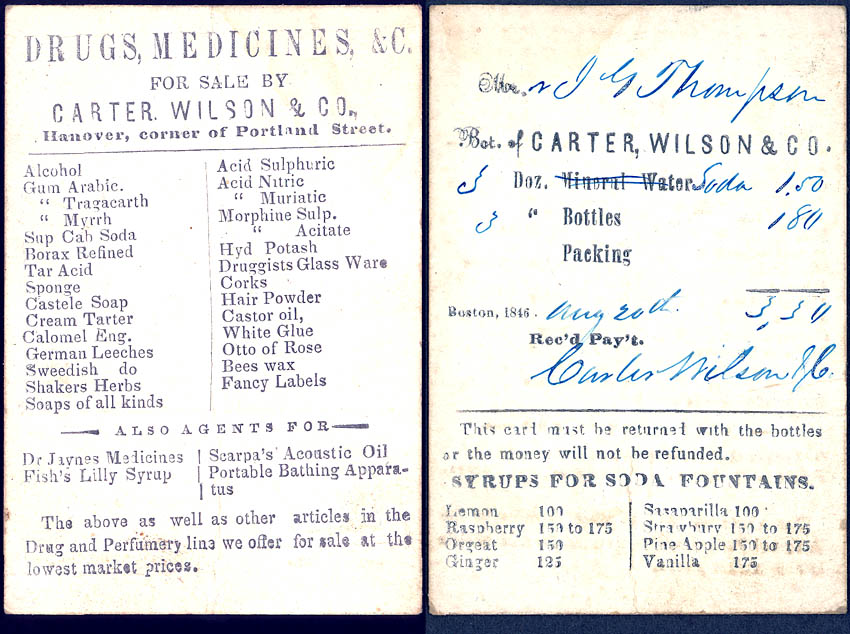 DRUGS, MEDICINES, &C.
FOR SALE BY
CARTER. WILSON & CO.,
Hanover, corner of Portland Street.
Alcohol
Gum Arabic.
“ Tragacarth
“ Myrrh
Sup Cab Soda
Borax Refined
Tar Acid
Sponge
Castele Soap
Cream Tarter
Calomel Eng.
German Leeches
Sweedish do
Shakers Herbs
Soaps of all kinds
Acid Sulphuric
Acid Nitric
“ Muriatic
Morphine Sulp.
“ Acitate
Hyd Potash
Druggists Glass Ware
Corks
Hair Powder
Castor oil,
White Glue
Otto of Rose
Bees wax
Fancy Labels
ALSO AGENTS FOR
Dr Jaynes Medicines
Fish's Lilly Syrup
Scarpa's Acoustic Oil
Portable Bathing Appara-
tus
The above as well as other articles in the
Drug and Perfumery line we offer for sale at the
lowest market prices.
J G Thompson
Bot. of CARTER, WILSON & CO.
3 Doz. Mineral Water Soda 1.50
3 “ Bottles 180
Packing
Boston, 1846. Aug 20th. 3,30
Rec'd Pay't.
Carter Wilson & Co.
This card must be returned with the bottles
or the money will not be refunded.
SYRUPS FOR SODA FOUNTAINS.
Lemon 100
Raspberry 150 to 175
Orgeat 150
Ginger 125
Sasaparilla 100
Strawbury 150 to 175
Pine Apple 150 to 175
Vanilla 175